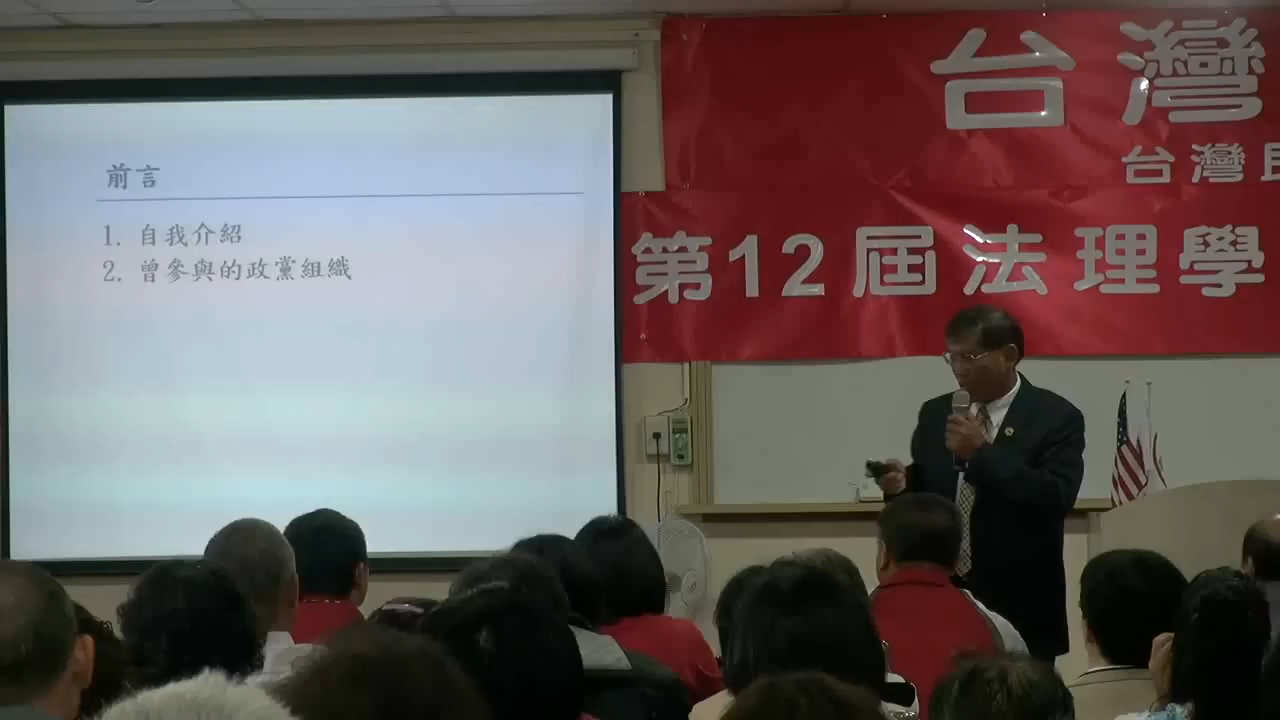 前言
1. 自我介紹
2. 曾參與的政黨組織
台灣
台灣
第12屆法理學